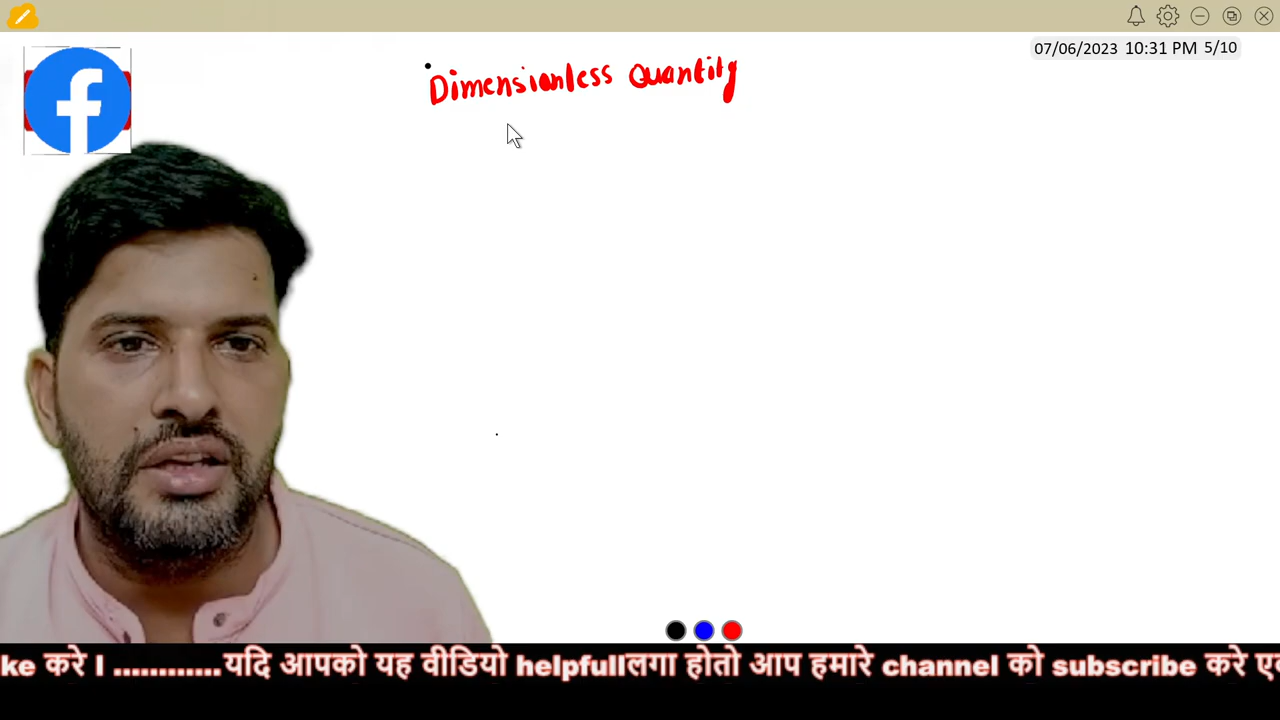 07/06/2023 10:31 PM 5/10
Dimensionless Quantity
f
ke करे I ............यदि आपको यह वीडियो helpfullलगा होतो आप हमारे channel को subscribe करे एव